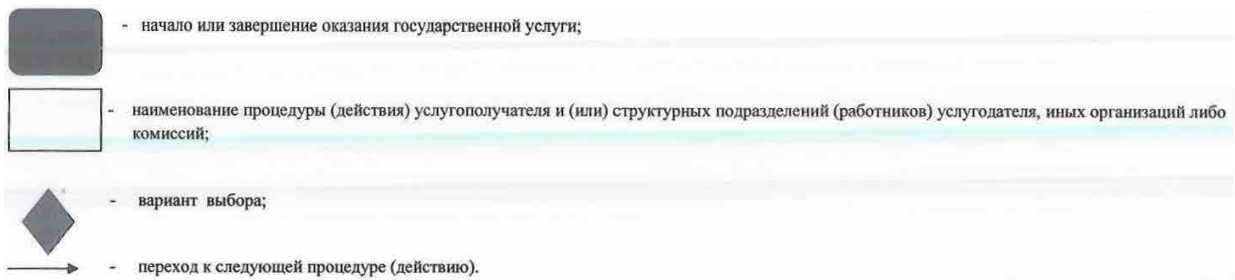 - начало или завершение оказания государственной услуги;
- наименование процедуры (действия) услугополучателя и (или) структурных подразделений (работников) услугодателя, иных организаций либо
комиссий;
- вариант выбора;
- переход к следующей процедуре (действию).